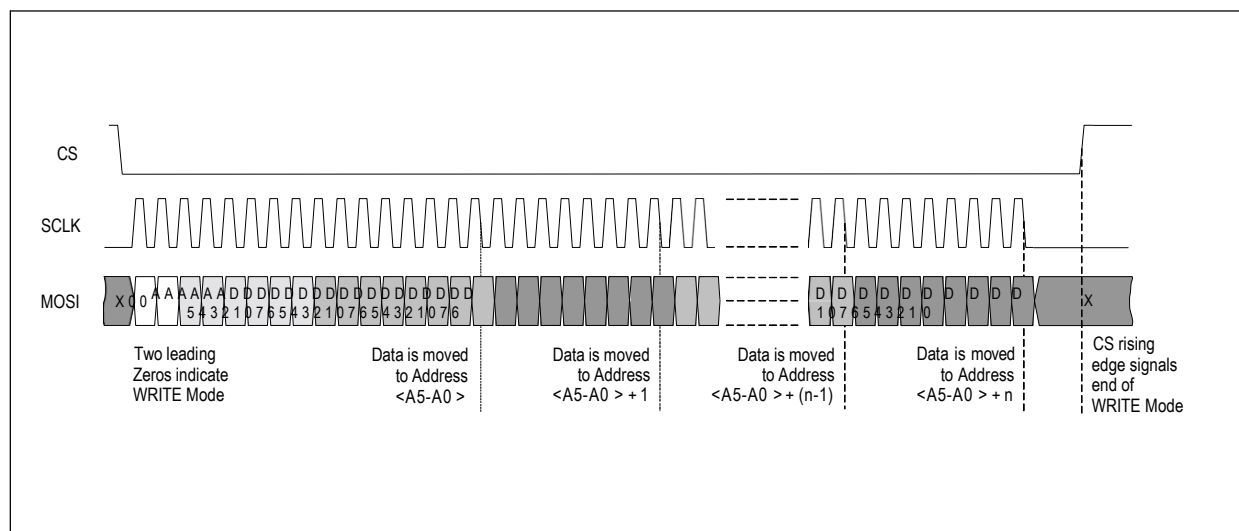 CS
SCLK
MOSI
X 0 0 A A A A A A D D D D D D D D D D D D D D D D D D
5 4 3 2 1 0 7 6 5 4 3 2 1 0 7 6 5 4 3 2 1 0 7 6
D D D D D D D D D D
1 0 7 6 5 4 3 2 1 0
X
Two leading
Zeros indicate
WRITE Mode
Data is moved
to Address
<A5-A0 >
Data is moved
to Address
<A5-A0 > + 1
Data is moved
to Address
<A5-A0 > + (n-1)
Data is moved
to Address
<A5-A0 > + n
CS rising
edge signals
end of
WRITE Mode